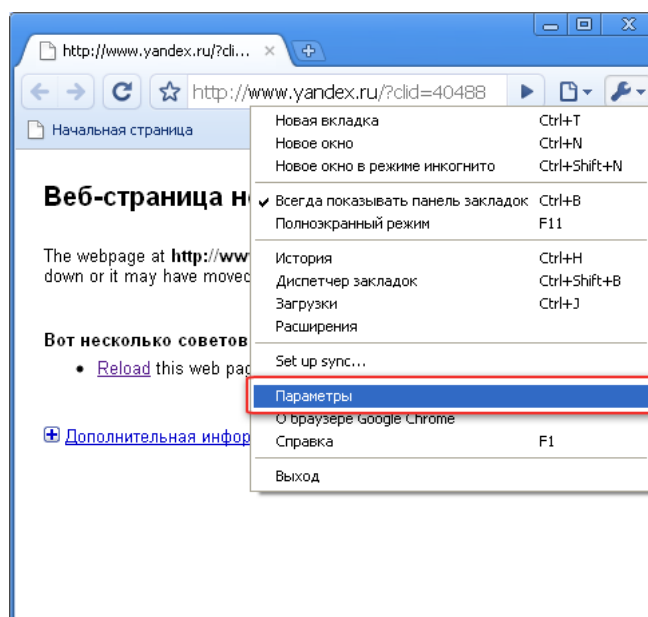 http://www.yandex.ru/?cli...
http://www.yandex.ru/?clid=40488
Начальная страница
Новая вкладка Ctrl+T
Новое окно Ctrl+N
Новое окно в режиме инкогнито Ctrl+Shift+N
Всегда показывать панель закладок Ctrl+B
Полноэкранный режим F11
История Ctrl+H
Диспетчер закладок Ctrl+Shift+B
Загрузки Ctrl+J
Расширения
Set up sync...
Параметры
О браузере Google Chrome
Справка F1
Выход
Веб-страница
The webpage at http://www
down or it may have moved
Вот несколько советов
Reload this web
Дополнительная